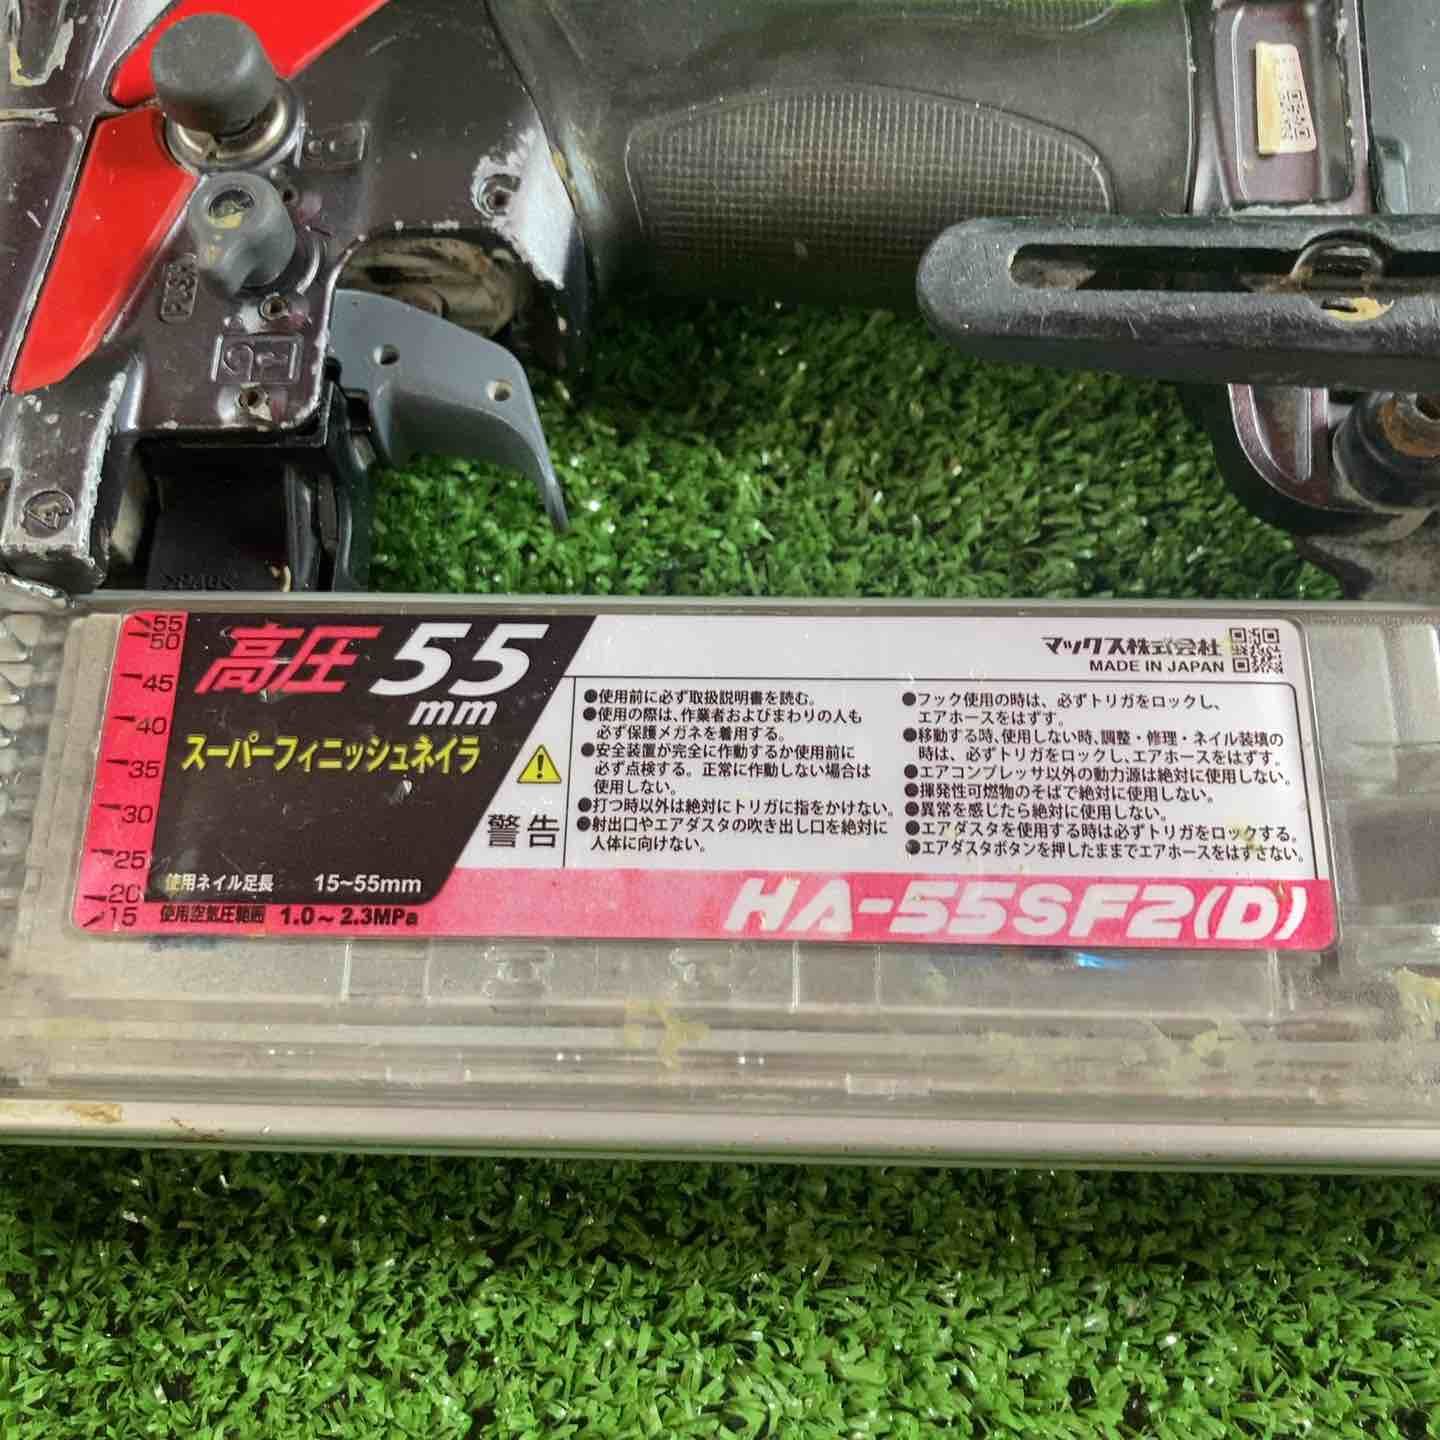 PUSH
4
55
50
45
40
35
30
25
20
15
高圧 55
mm
スーパーフィニッシュネイラ
使用ネイル足長 15~55mm
使用空気圧範囲 1.0~2.3MPa
警告
マックス株式会社
MADE IN JAPAN
●使用前に必ず取扱説明書を読む。
●使用の際は、作業者およびまわりの人も
必ず保護メガネを着用する。
●安全装置が完全に作動するか使用前に
必ず点検する。正常に作動しない場合は
使用しない。
●打つ時以外は絶対にトリガに指をかけない。
●射出口やエアダスタの吹き出し口を絶対に
人体に向けない。
●フック使用の時は、必ずトリガをロックし、
エアホースをはずす。
●移動する時、使用しない時、調整・修理・ネイル装填の
時は、必ずトリガをロックし、エアホースをはずす。
●エアコンプレッサ以外の動力源は絶対に使用しない。
●揮発性可燃物のそばで絶対に使用しない。
●異常を感じたら絶対に使用しない。
●エアダスタを使用する時は必ずトリガをロックする。
●エアダスタボタンを押したままでエアホースをはずさない。
HA-55SF2(D)